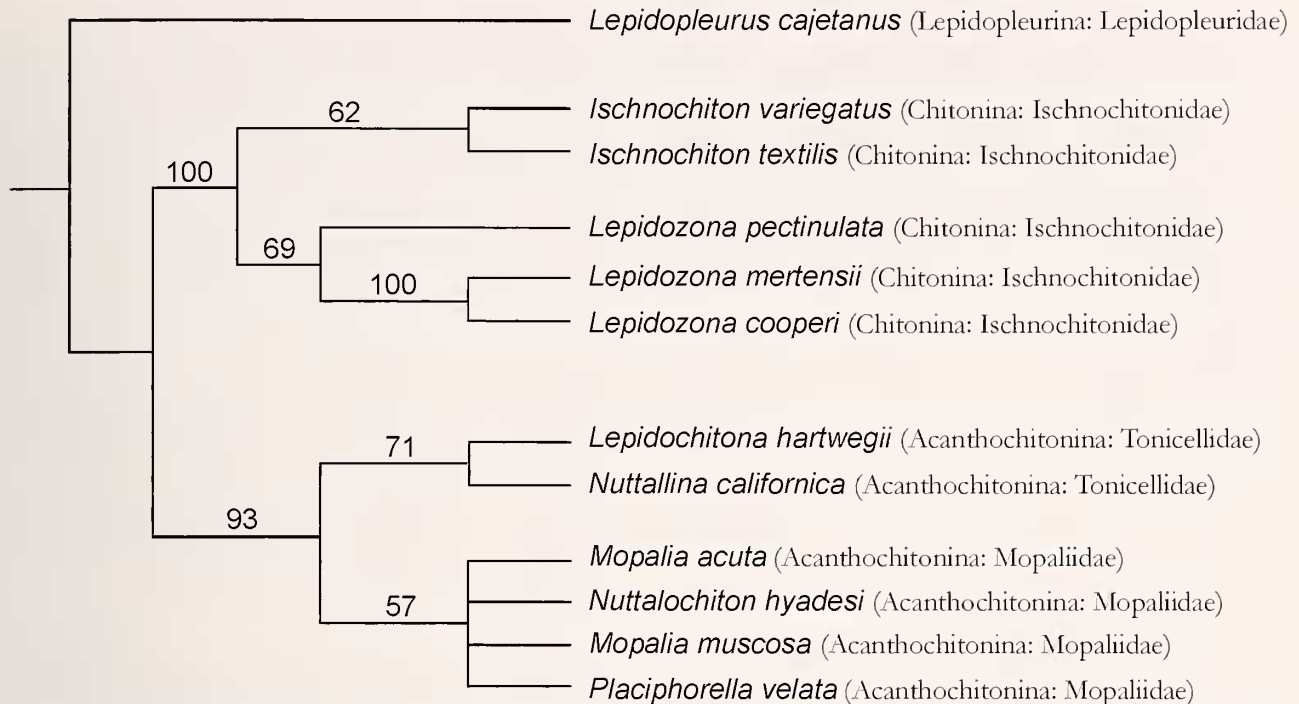 Lepidopleurus cajetanus (Lepidopleurina: Lepidopleuridae)
62
Ischnochiton variegatus (Chitonina: Ischnochitonidae)
Ischnochiton textilis (Chitonina: Ischnochitonidae)
100
Lepidozona pectinulata (Chitonina: Ischnochitonidae)
69
Lepidozona mertensii (Chitonina: Ischnochitonidae)
100
Lepidozona cooperi (Chitonina: Ischnochitonidae)
Lepidochitona hartwegii (Acanthochitonina: Tonicellidae)
71
Nuttallina californica (Acanthochitonina: Tonicellidae)
93
Mopalia acuta (Acanthochitonina: Mopaliidae)
Nuttalochiton hyadesi (Acanthochitonina: Mopaliidae)
57
Mopalia muscosa (Acanthochitonina: Mopaliidae)
Placiphorella velata (Acanthochitonina: Mopaliidae)